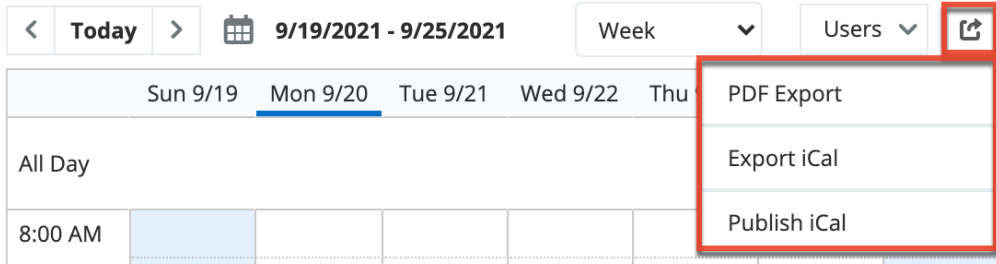 Today 9/19/2021 - 9/25/2021 Week Users
Sun 9/19 Mon 9/20 Tue 9/21 Wed 9/22 Thu PDF Export
All Day Export iCal
8:00 AM Publish iCal